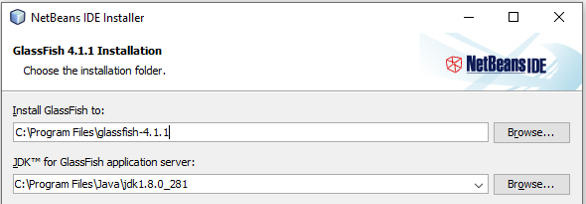 NetBeans IDE Installer
GlassFish 4.1.1 Installation
Choose the installation folder.
NetBeans IDE
Install GlassFish to:
C:\Program Files\glassfish-4.1.1
Browse...
JDK™ for GlassFish application server:
C:\Program Files\Java\jdk1.8.0_281
Browse...